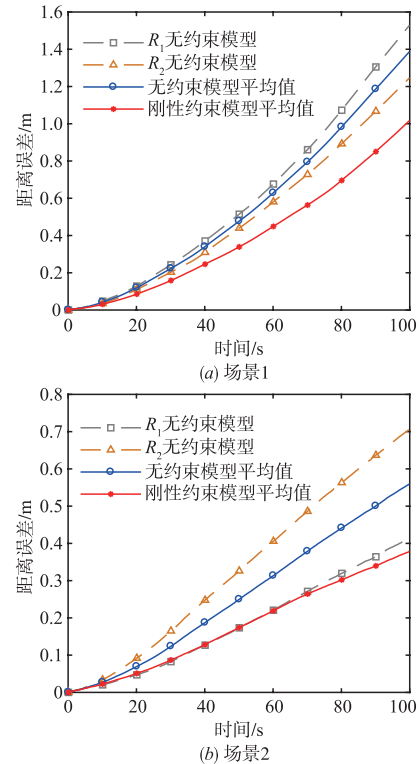 1.6
1.4
1.2
1.0
0.8
0.6
0.4
0.2
0
距离误差/m
R₁无约束模型
R₂无约束模型
无约束模型平均值
刚性约束模型平均值
0 20 40 60 80 100
时间/s
(a) 场景1
0.8
0.7
0.6
0.5
0.4
0.3
0.2
0.1
0
距离误差/m
R₁无约束模型
R₂无约束模型
无约束模型平均值
刚性约束模型平均值
0 20 40 60 80 100
时间/s
(b) 场景2